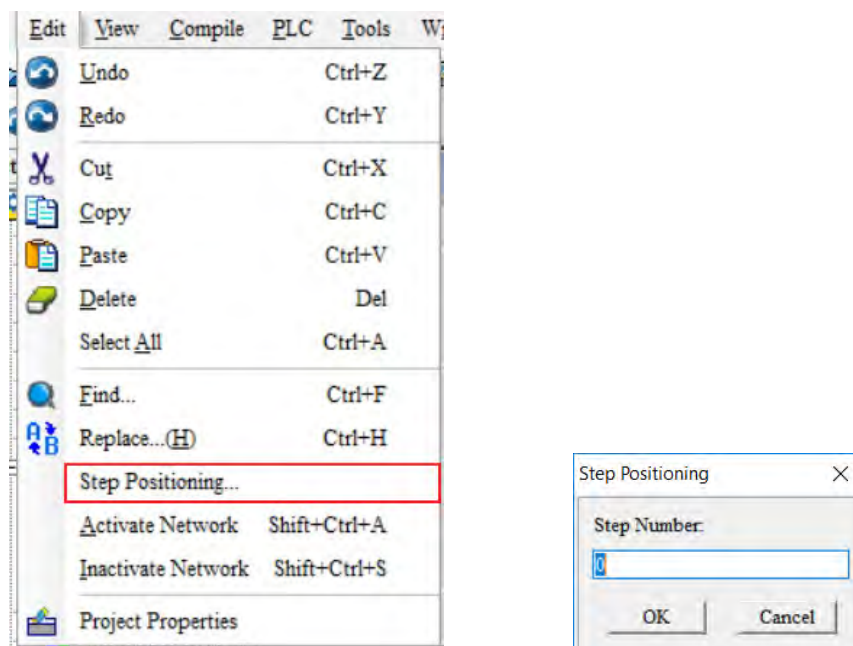 Edit View Compile PLC Tools
Undo Ctrl+Z
Redo Ctrl+Y
Cut Ctrl+X
Copy Ctrl+C
Paste Ctrl+V
Delete Del
Select All Ctrl+A
Find... Ctrl+F
Replace...(H) Ctrl+H
Step Positioning...
Activate Network Shift+Ctrl+A
Inactivate Network Shift+Ctrl+S
Project Properties
Step Positioning
Step Number:
0
OK Cancel